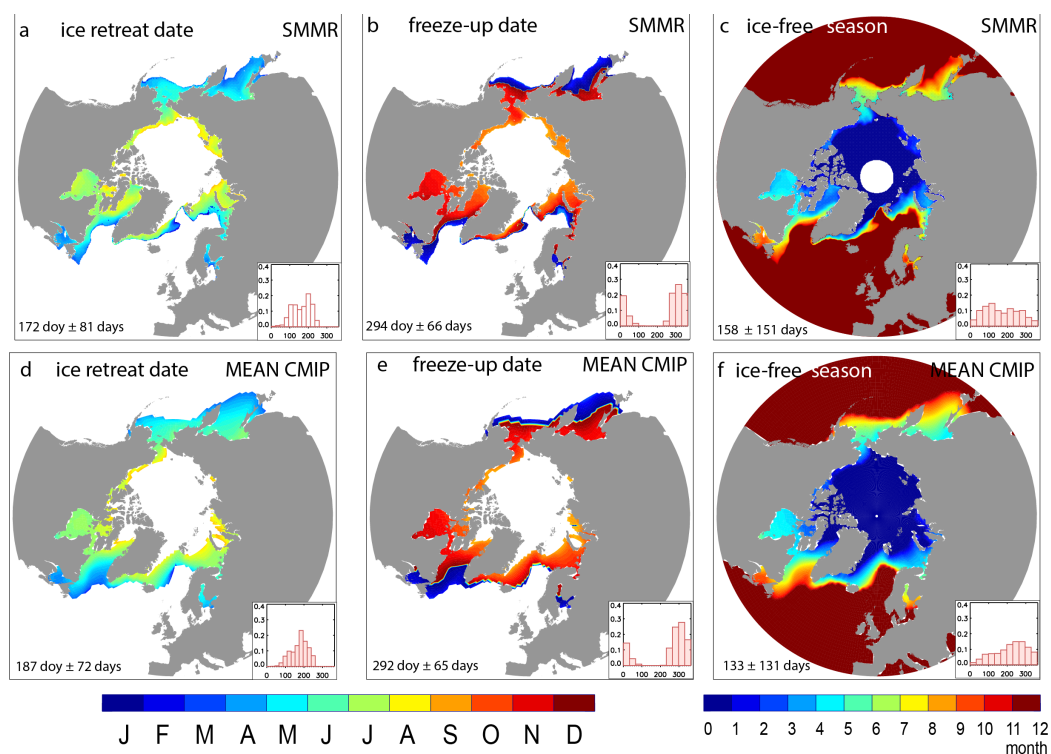 a ice retreat date SMMR
b freeze-up date SMMR
c ice-free season SMMR
0.4
0.3
0.2
0.1
0.0
0 100 200 300
172 doy ± 81 days
0.4
0.3
0.2
0.1
0.0
0 100 200 300
294 doy ± 66 days
0.4
0.3
0.2
0.1
0.0
0 100 200 300
158 ± 151 days
d ice retreat date MEAN CMIP
e freeze-up date MEAN CMIP
f ice-free season MEAN CMIP
0.4
0.3
0.2
0.1
0.0
0 100 200 300
187 doy ± 72 days
0.4
0.3
0.2
0.1
0.0
0 100 200 300
292 doy ± 65 days
0.4
0.3
0.2
0.1
0.0
0 100 200 300
133 ± 131 days
J F M A M J J A S O N D
0 1 2 3 4 5 6 7 8 9 10 11 12
month